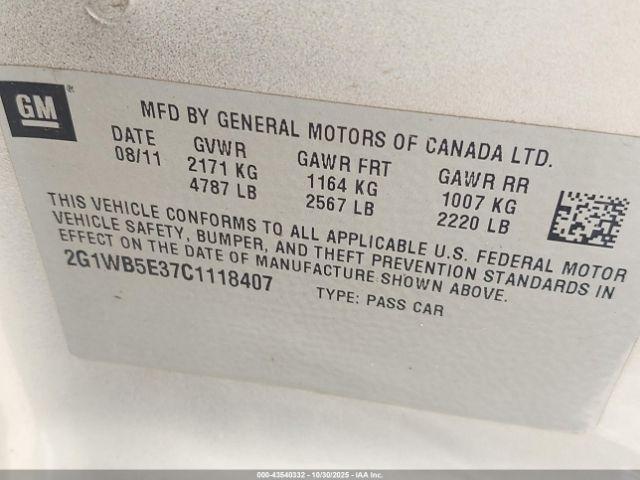 GM®
MFD BY GENERAL MOTORS OF CANADA LTD.
DATE GVWR GAWR FRT GAWR RR
08/11 2171 KG 1164 KG 1007 KG
4787 LB 2567 LB 2220 LB
THIS VEHICLE CONFORMS TO ALL APPLICABLE U.S. FEDERAL MOTOR
VEHICLE SAFETY, BUMPER, AND THEFT PREVENTION STANDARDS IN
EFFECT ON THE DATE OF MANUFACTURE SHOWN ABOVE.
2G1WB5E37C1118407 TYPE: PASS CAR
000-43540332 - 10/30/2025 - IAA Inc.